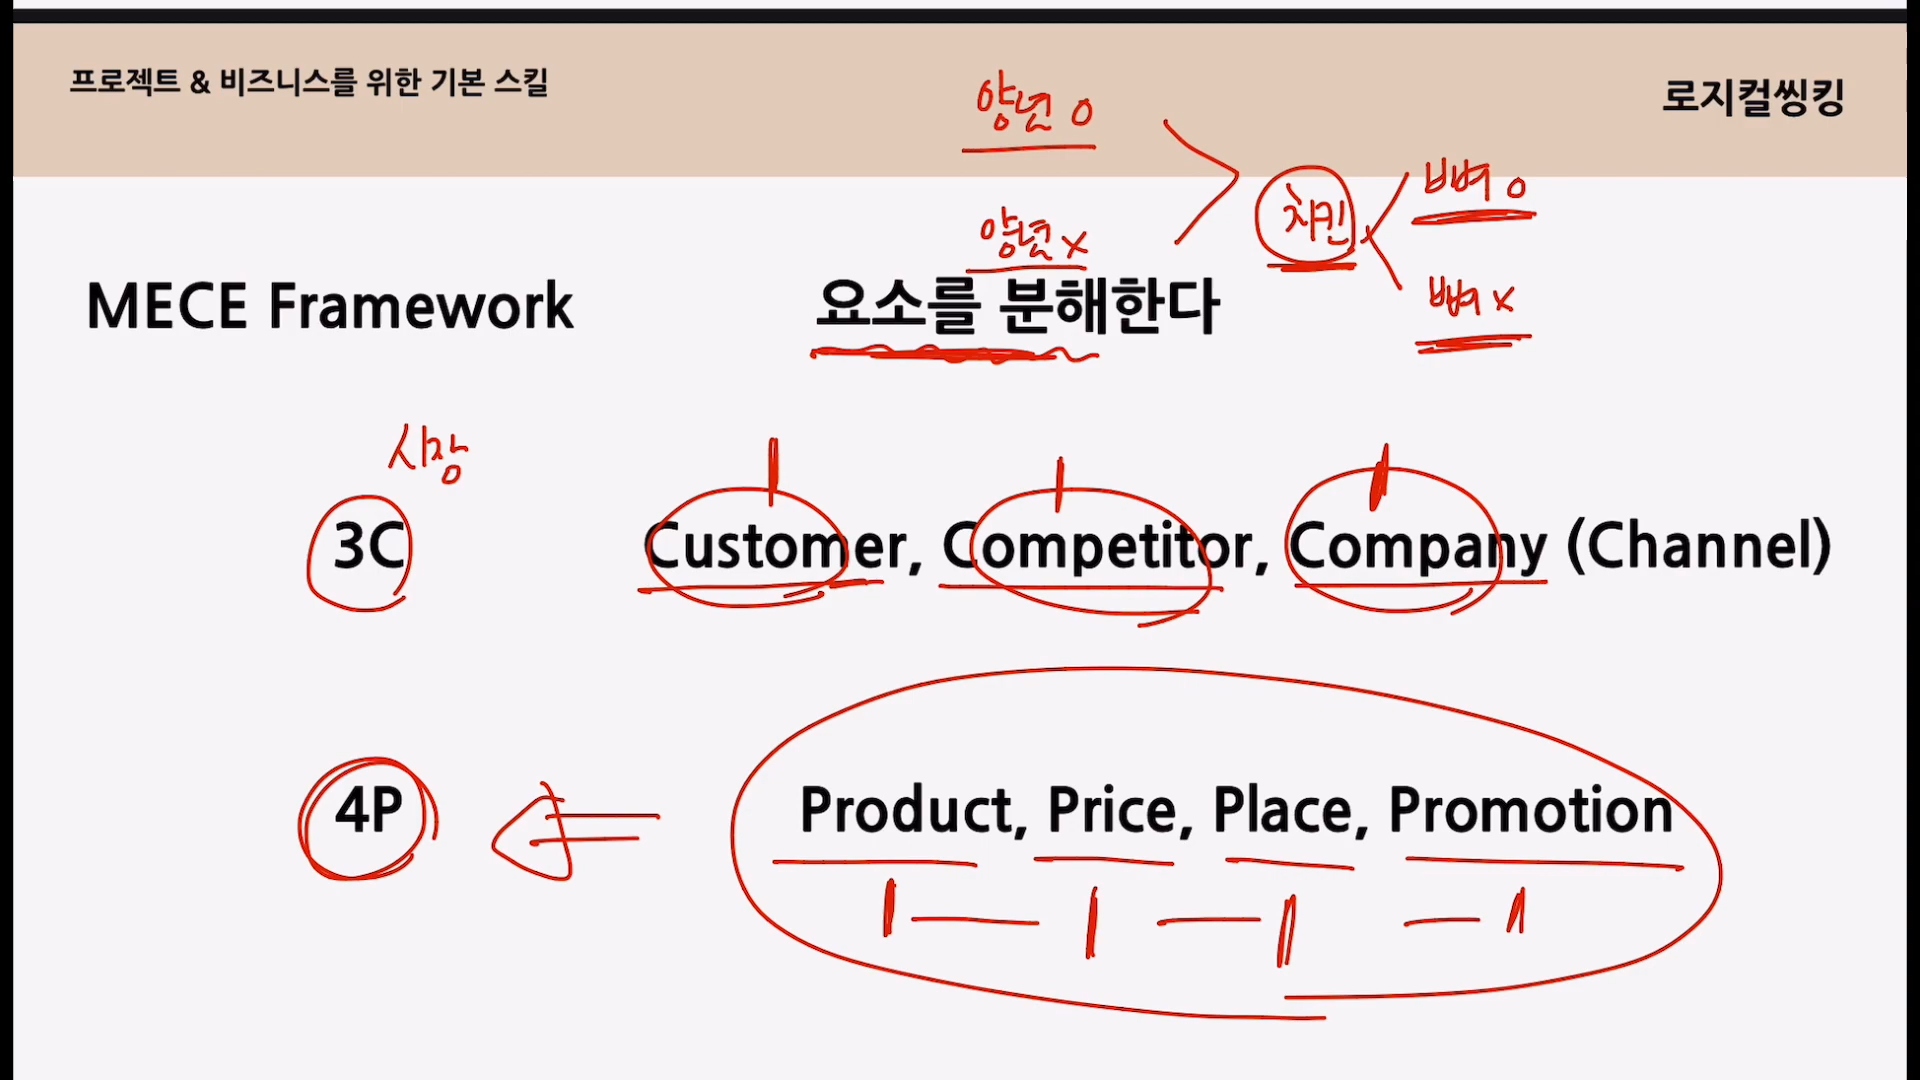 프로젝트 & 비즈니스를 위한 기본 스킬
로지컬씽킹
양념 O
양념 X
치킨
뼈 O
뼈 X
MECE Framework
요소를 분해한다
시장
3C
Customer, Competitor, Company (Channel)
4P
Product, Price, Place, Promotion